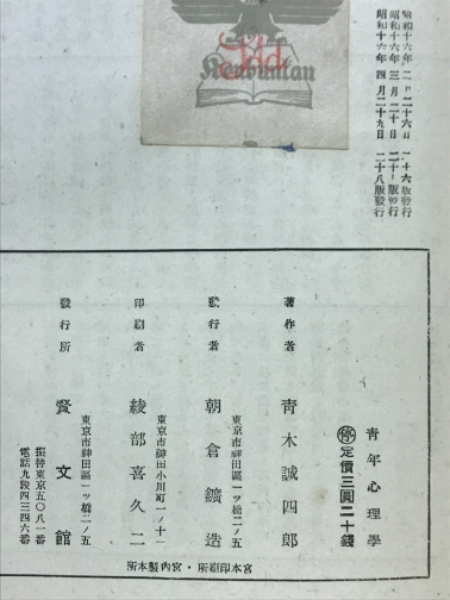 昭和十六年 二月二十六日 二十六版發行
昭和十六年 三月二十日 二十七版發行
昭和十六年 四月二十九日 二十八版發行
Kenbunkan
青年心理學
停 定價三圓二十錢
著作者 青木誠四郎
東京市神田區一ツ橋二ノ五
發行者 朝倉鑛造
東京市神田小川町一ノ十一
印刷者 綾部喜久二
東京市神田區一ツ橋二ノ五
發行所 賢文館
振替東京五〇八一番
電話九段四三四六番
宮本印刷所・宮內製本所